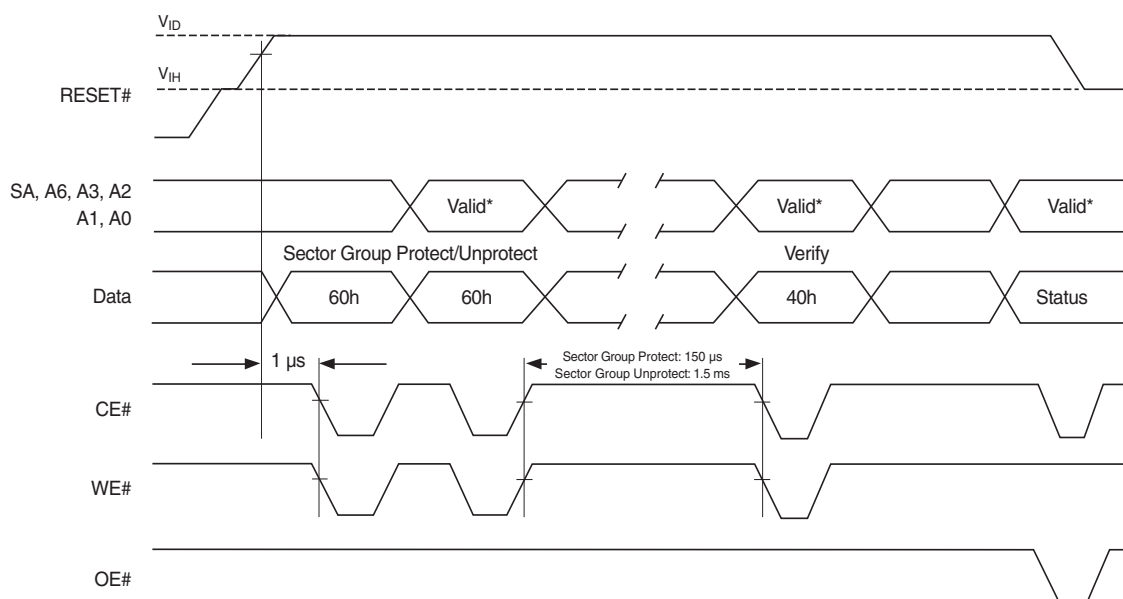 V_ID
V_IH
RESET#
SA, A6, A3, A2
A1, A0
Valid*
Valid*
Valid*
Sector Group Protect/Unprotect
Verify
Data
60h
60h
40h
Status
1 µs
Sector Group Protect: 150 µs
Sector Group Unprotect: 1.5 ms
CE#
WE#
OE#